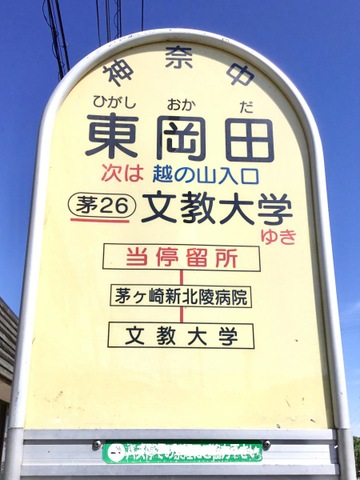 神奈中
ひがし おか だ
東岡田
次は 越の山入口
茅26 文教大学
ゆき
当停留所
茅ヶ崎新北陵病院
文教大学